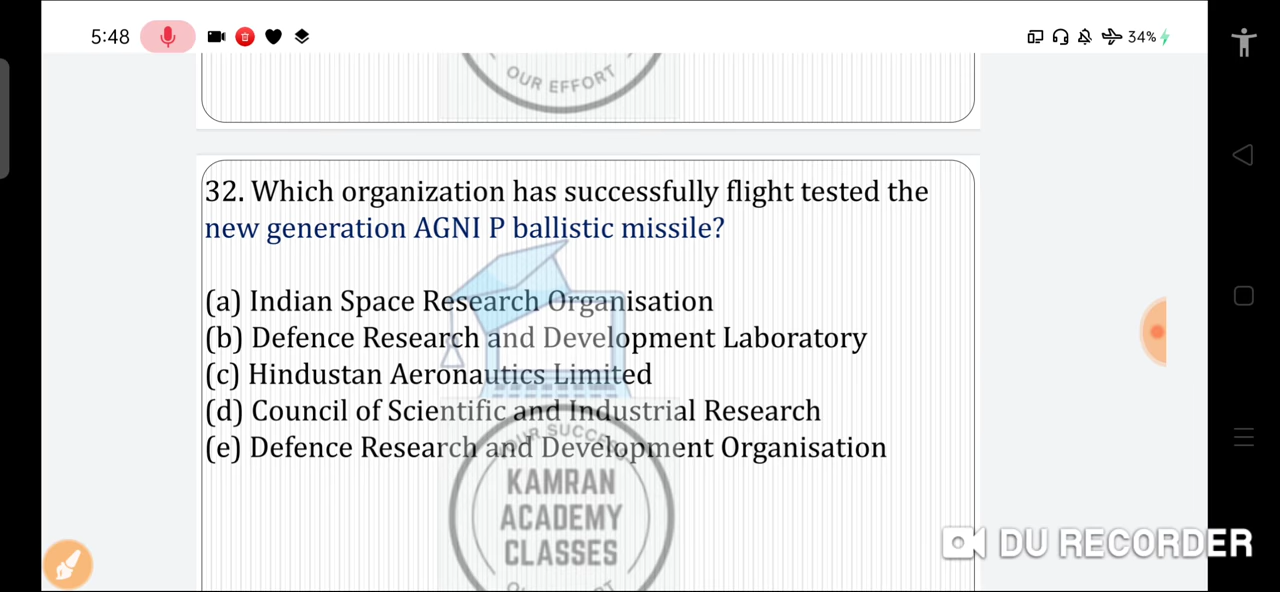 5:48
34%
OUR EFFORT
32. Which organization has successfully flight tested the
new generation AGNI P ballistic missile?
(a) Indian Space Research Organisation
(b) Defence Research and Development Laboratory
(c) Hindustan Aeronautics Limited
(d) Council of Scientific and Industrial Research
(e) Defence Research and Development Organisation
OUR SUCCESS
KAMRAN
ACADEMY
CLASSES
DU RECORDER